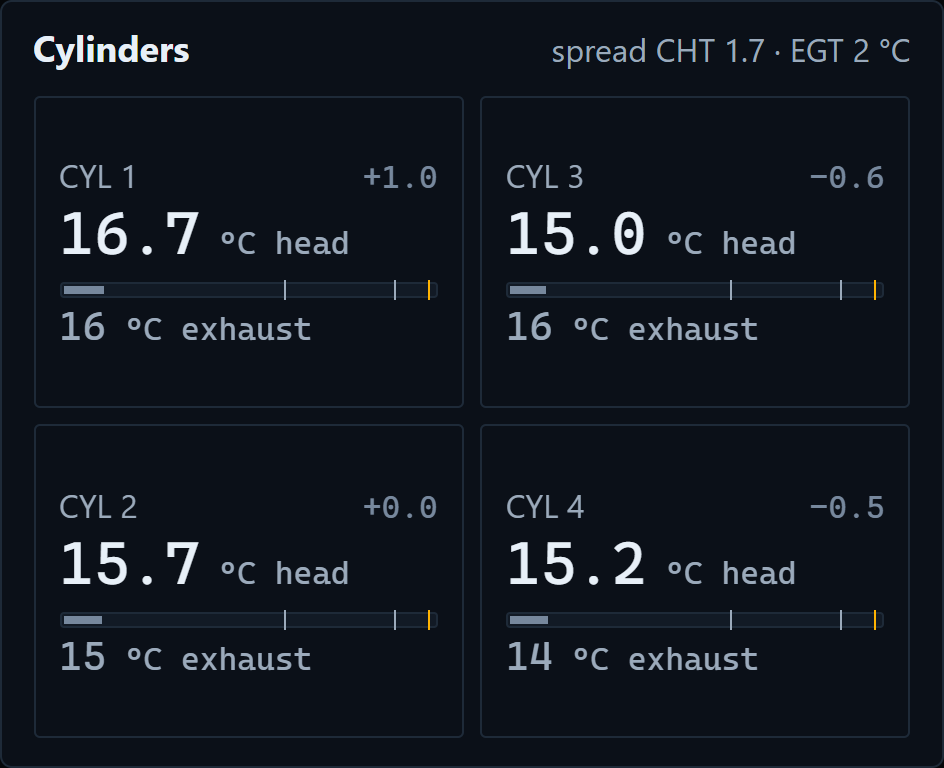 Cylinders
spread CHT 1.7 · EGT 2 °C
CYL 1 +1.0
16.7 °C head
16 °C exhaust
CYL 3 −0.6
15.0 °C head
16 °C exhaust
CYL 2 +0.0
15.7 °C head
15 °C exhaust
CYL 4 −0.5
15.2 °C head
14 °C exhaust